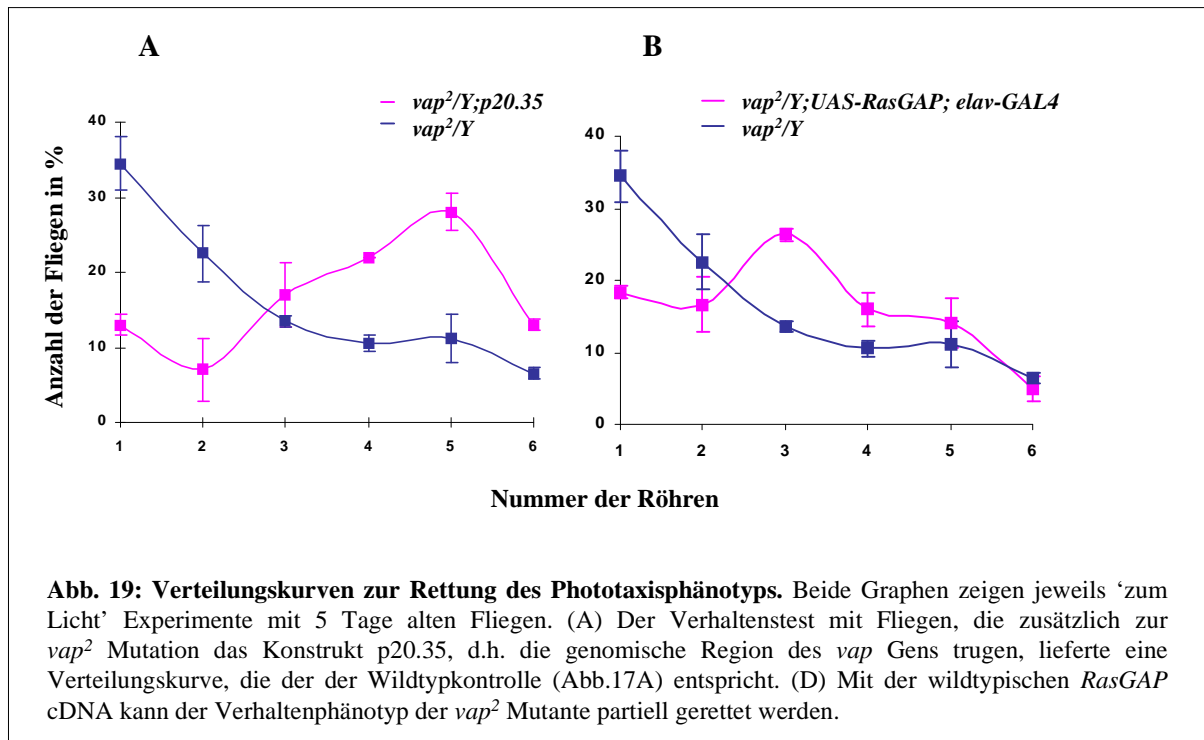 A
B
vap²/Y;p20.35
vap²/Y
vap²/Y;UAS-RasGAP; elav-GAL4
vap²/Y
Anzahl der Fliegen in %
40
30
20
10
0
1 2 3 4 5 6
40
30
20
10
0
1 2 3 4 5 6
Nummer der Röhren
Abb. 19: Verteilungskurven zur Rettung des Phototaxisphänotyps. Beide Graphen zeigen jeweils ‘zum
Licht’ Experimente mit 5 Tage alten Fliegen. (A) Der Verhaltenstest mit Fliegen, die zusätzlich zur
vap² Mutation das Konstrukt p20.35, d.h. die genomische Region des vap Gens trugen, lieferte eine
Verteilungskurve, die der der Wildtypkontrolle (Abb.17A) entspricht. (D) Mit der wildtypischen RasGAP
cDNA kann der Verhaltenphänotyp der vap² Mutante partiell gerettet werden.